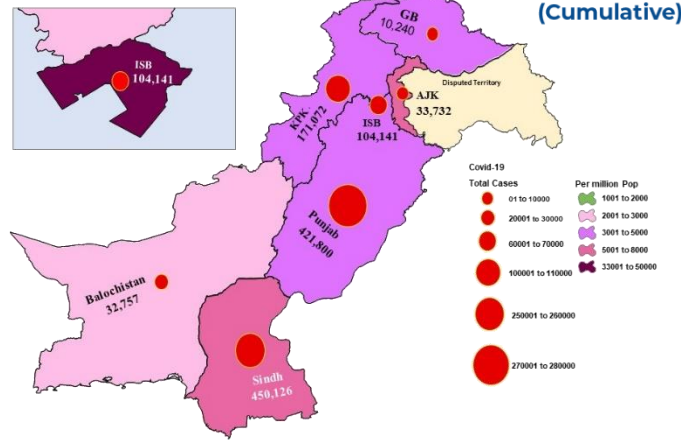 (Cumulative)
ISB
104,141
GB
10,240
Disputed Territory
AJK
33,732
KPK
171,072
ISB
104,141
Punjab
421,800
Balochistan
32,757
Sindh
450,126
Covid-19
Total Cases
01 to 10000
20001 to 30000
60001 to 70000
100001 to 110000
250001 to 260000
270001 to 280000
Per million Pop
1001 to 2000
2001 to 3000
3001 to 5000
5001 to 8000
33001 to 50000